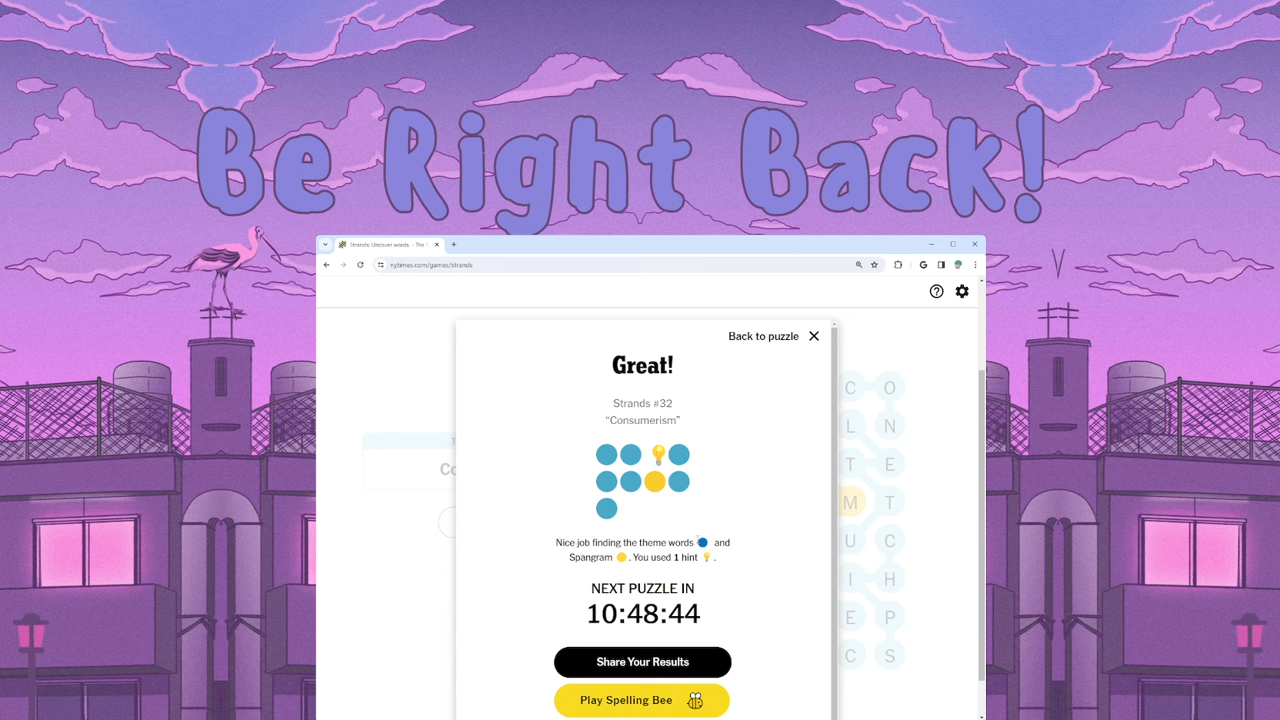 Be Right Back!
Strands: Uncover words. - The
nytimes.com/games/strands
Back to puzzle
Great!
Strands #32
“Consumerism”
Co
Nice job finding the theme words and
Spangram . You used 1 hint .
NEXT PUZZLE IN
10:48:44
Share Your Results
Play Spelling Bee
C O
L N
T E
M T
U C
I H
E P
C S